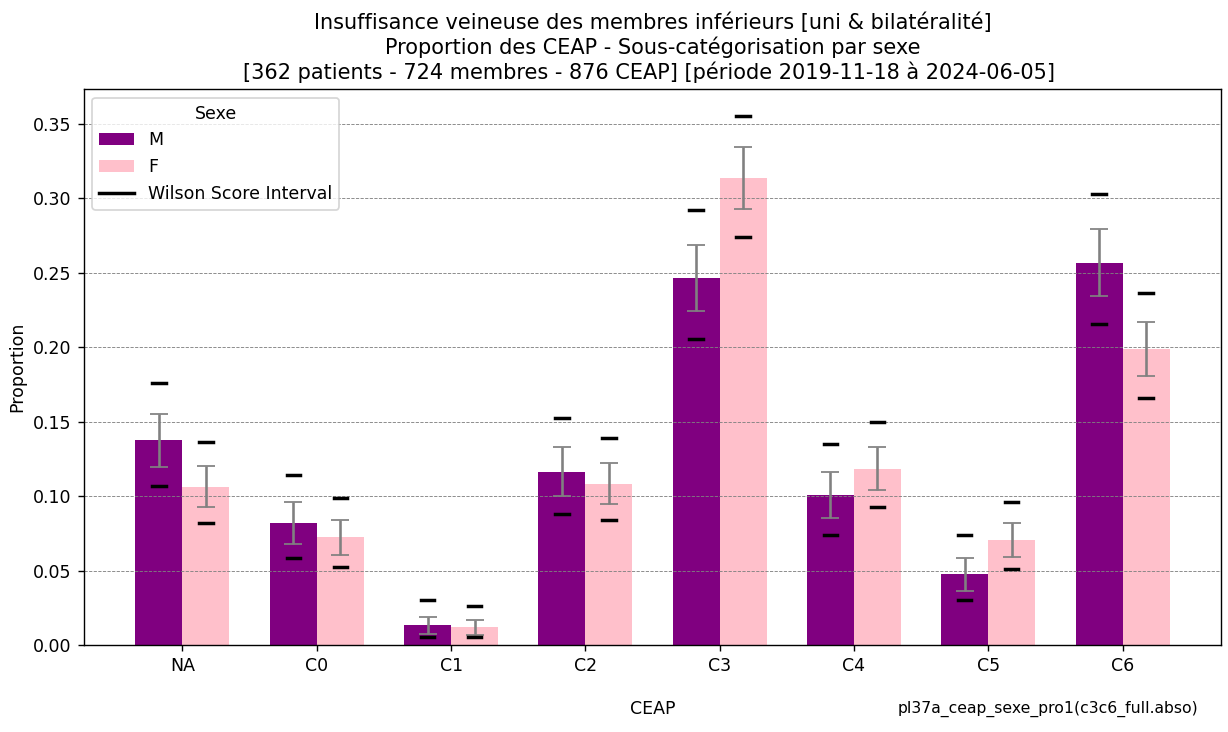 Insuffisance veineuse des membres inférieurs [uni & bilatéralité]
Proportion des CEAP - Sous-catégorisation par sexe
[362 patients - 724 membres - 876 CEAP] [période 2019-11-18 à 2024-06-05]
Sexe
M
F
Wilson Score Interval
Proportion
0.35
0.30
0.25
0.20
0.15
0.10
0.05
0.00
NA C0 C1 C2 C3 C4 C5 C6
CEAP
pl37a_ceap_sexe_pro1(c3c6_full.abso)